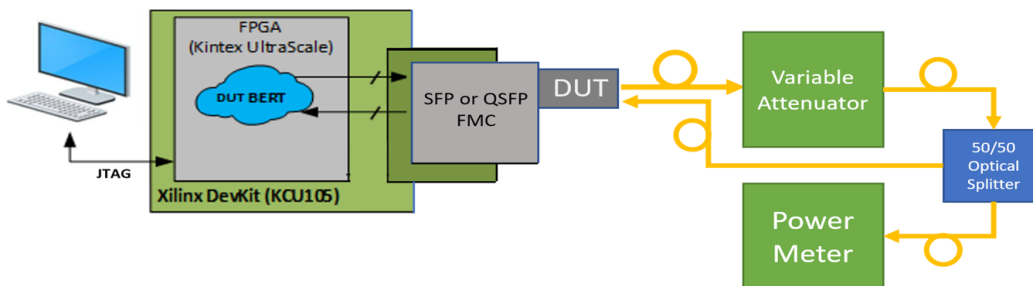 FPGA
(Kintex UltraScale)
DUT BERT
JTAG
Xilinx DevKit (KCU105)
SFP or QSFP
FMC
DUT
Variable
Attenuator
50/50
Optical
Splitter
Power
Meter